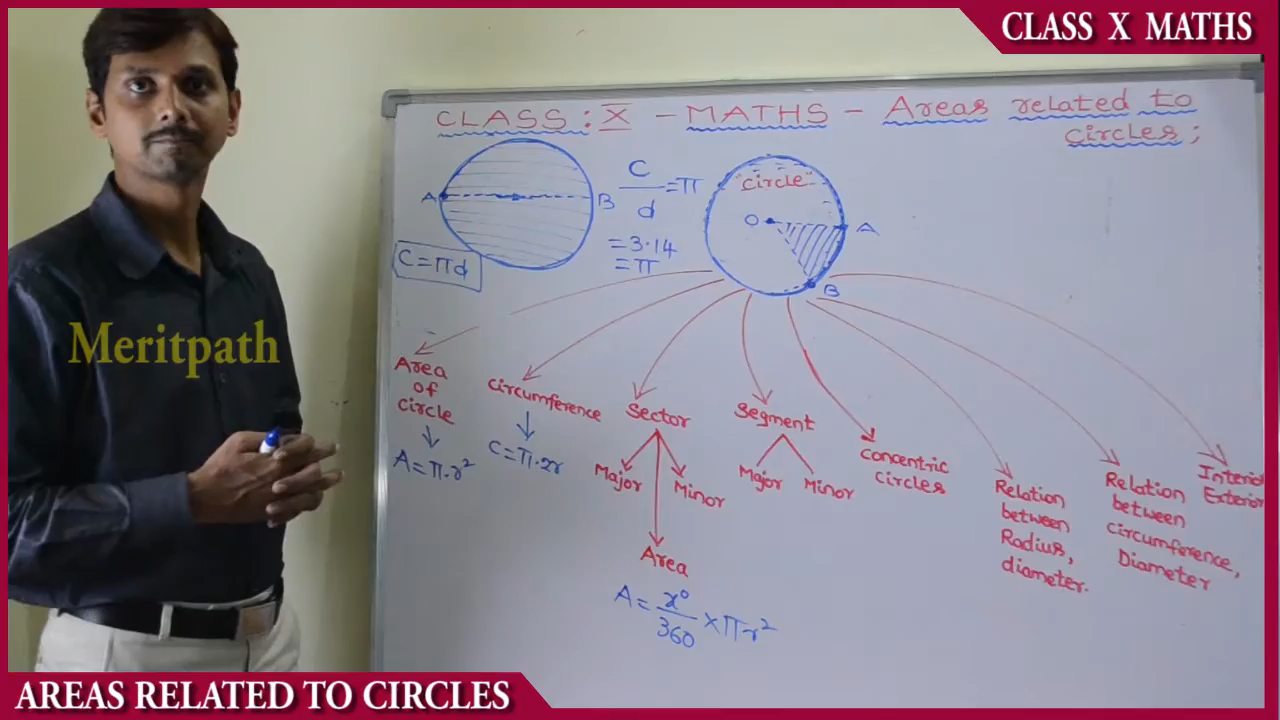 CLASS X MATHS
CLASS : X - MATHS - Areas related to
circles;
A
B
C/d = π
= 3.14
= π
C = πd
"circle"
O
A
B
Meritpath
Area
of
circle
A = π.r²
circumference
C = π.2r
Sector
Major
Minor
Area
A = x°/360 × πr²
Segment
Major
Minor
concentric
circles
Relation
between
Radius,
diameter.
Relation
between
circumference,
Diameter
Interior
Exterior
AREAS RELATED TO CIRCLES